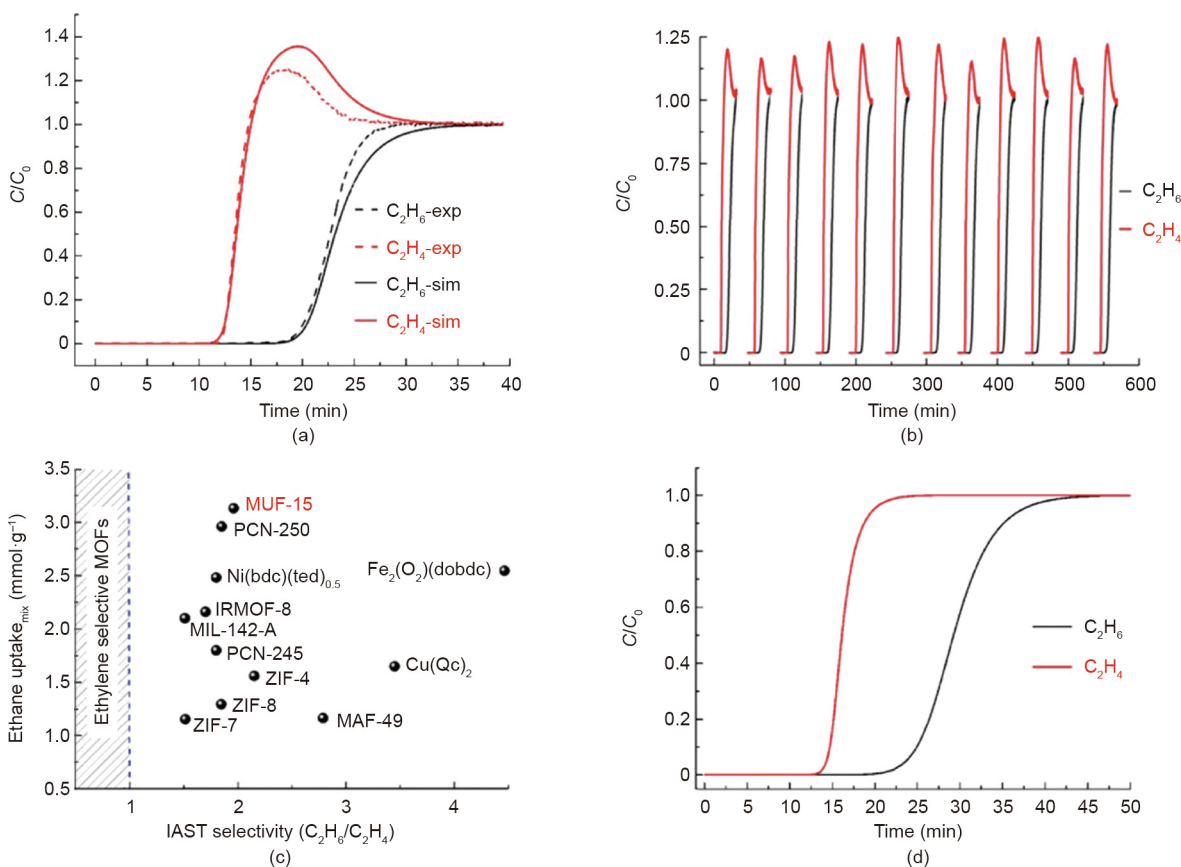 1.4
1.2
1.0
0.8
0.6
0.4
0.2
0
C/C₀
C₂H₆-exp
C₂H₄-exp
C₂H₆-sim
C₂H₄-sim
0 5 10 15 20 25 30 35 40
Time (min)
(a)
1.25
1.00
0.75
0.50
0.25
0
C/C₀
C₂H₆
C₂H₄
0 100 200 300 400 500 600
Time (min)
(b)
3.5
3.0
2.5
2.0
1.5
1.0
0.5
Ethane uptakeₘᵢₓ (mmol·g⁻¹)
Ethylene selective MOFs
MUF-15
PCN-250
Ni(bdc)(ted)₀.₅
Fe₂(O₂)(dobdc)
IRMOF-8
MIL-142-A
PCN-245
Cu(Qc)₂
ZIF-4
ZIF-8
ZIF-7
MAF-49
1 2 3 4
IAST selectivity (C₂H₆/C₂H₄)
(c)
1.0
0.8
0.6
0.4
0.2
0
C/C₀
C₂H₆
C₂H₄
0 5 10 15 20 25 30 35 40 45 50
Time (min)
(d)